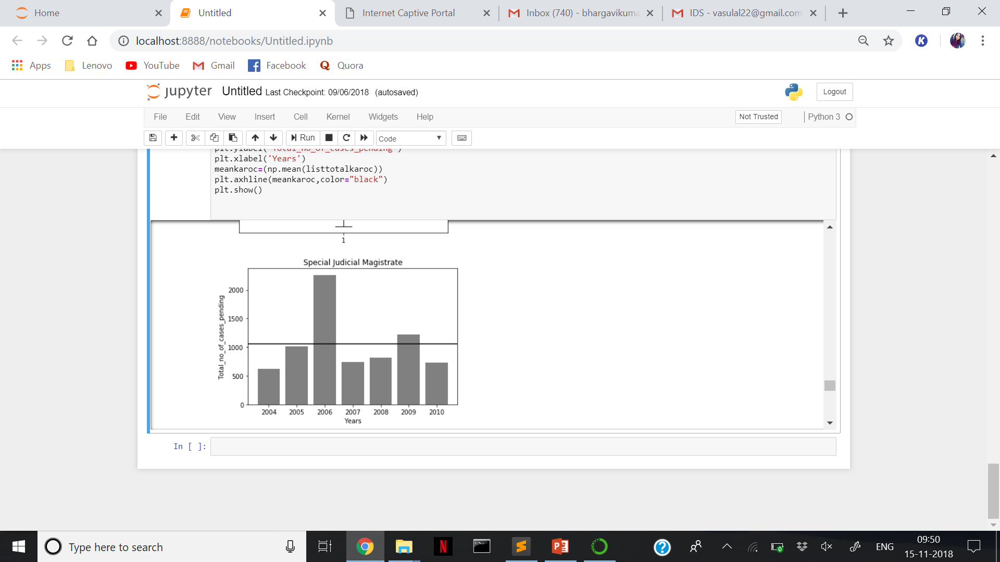 Home
Untitled
Internet Captive Portal
Inbox (740) - bhargavikuma
IDS - vasulal22@gmail.com
localhost:8888/notebooks/Untitled.ipynb
K
Apps
Lenovo
YouTube
Gmail
Facebook
Quora
jupyter Untitled Last Checkpoint: 09/06/2018 (autosaved)
Logout
File Edit View Insert Cell Kernel Widgets Help
Not Trusted
Python 3
Run
Code
plt.ylabel('Total_no_of_cases_pending')
plt.xlabel('Years')
meankaroc=(np.mean(listtotalkaroc))
plt.axhline(meankaroc,color="black")
plt.show()
1
Special Judicial Magistrate
Total_no_of_cases_pending
2000
1500
1000
500
0
2004 2005 2006 2007 2008 2009 2010
Years
In [ ]:
Type here to search
ENG
09:50
15-11-2018